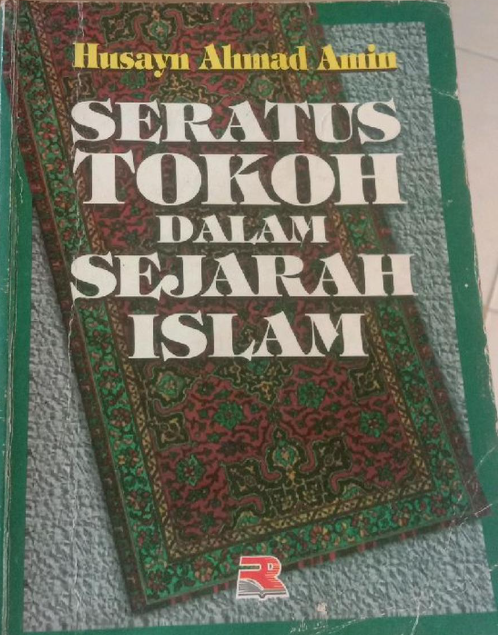 Husayn Ahmad Amin
SERATUS
TOKOH
DALAM
SEJARAH
ISLAM